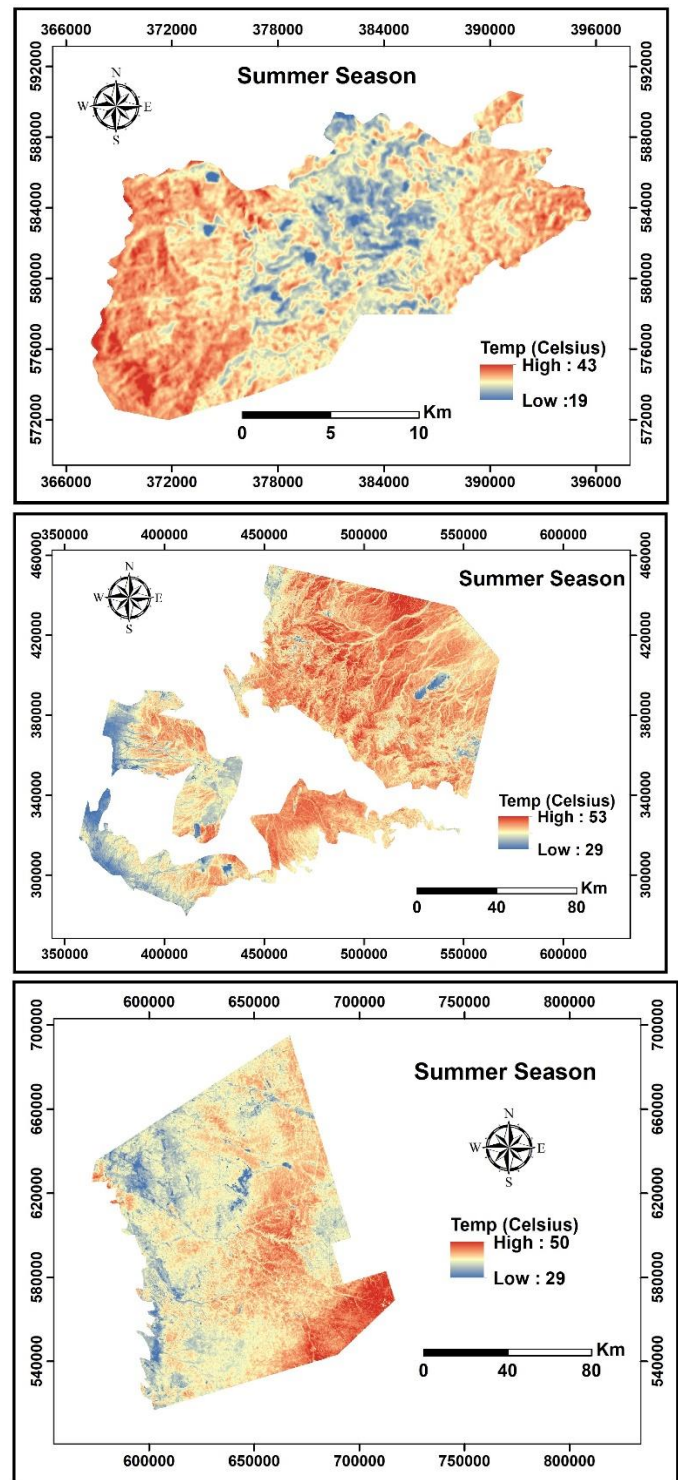 366000 372000 378000 384000 390000 396000
592000 592000
Summer Season
N
W E
S
588000 588000
584000 584000
580000 580000
576000 576000
572000 572000
Temp (Celsius)
High : 43
Low :19
Km
0 5 10
366000 372000 378000 384000 390000 396000
350000 400000 450000 500000 550000 600000
460000 460000
Summer Season
N
W E
S
420000 420000
380000 380000
340000 340000
300000 300000
Temp (Celsius)
High : 53
Low : 29
Km
0 40 80
350000 400000 450000 500000 550000 600000
600000 650000 700000 750000 800000
700000 700000
Summer Season
N
W E
S
660000 660000
620000 620000
580000 580000
540000 540000
Temp (Celsius)
High : 50
Low : 29
Km
0 40 80
600000 650000 700000 750000 800000